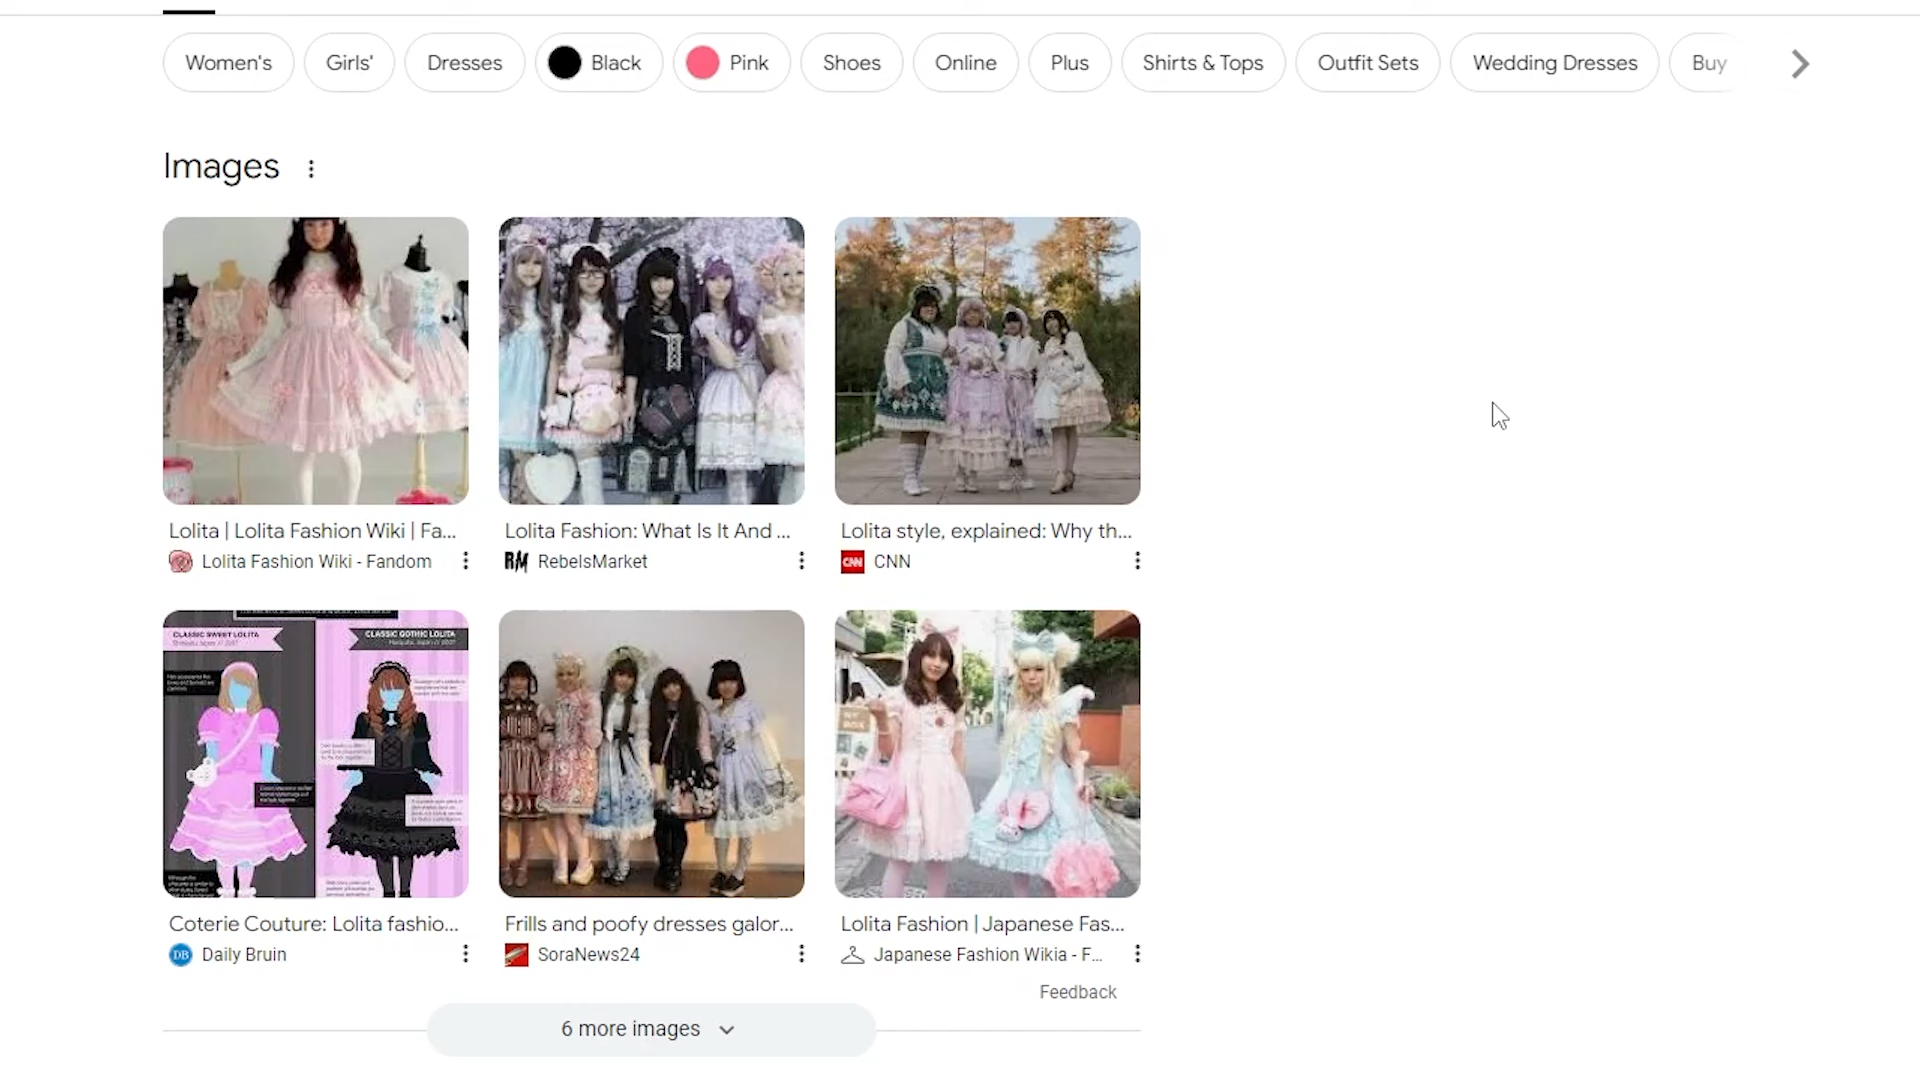 Women's
Girls'
Dresses
Black
Pink
Shoes
Online
Plus
Shirts & Tops
Outfit Sets
Wedding Dresses
Buy
Images
Lolita | Lolita Fashion Wiki | Fa...
Lolita Fashion Wiki - Fandom
Lolita Fashion: What Is It And ...
RM RebelsMarket
Lolita style, explained: Why th...
CNN CNN
CLASSIC SWEET LOLITA
CLASSIC GOTHIC LOLITA
Coterie Couture: Lolita fashio...
DB Daily Bruin
Frills and poofy dresses galor...
SoraNews24
Lolita Fashion | Japanese Fas...
Japanese Fashion Wikia - F...
Feedback
6 more images